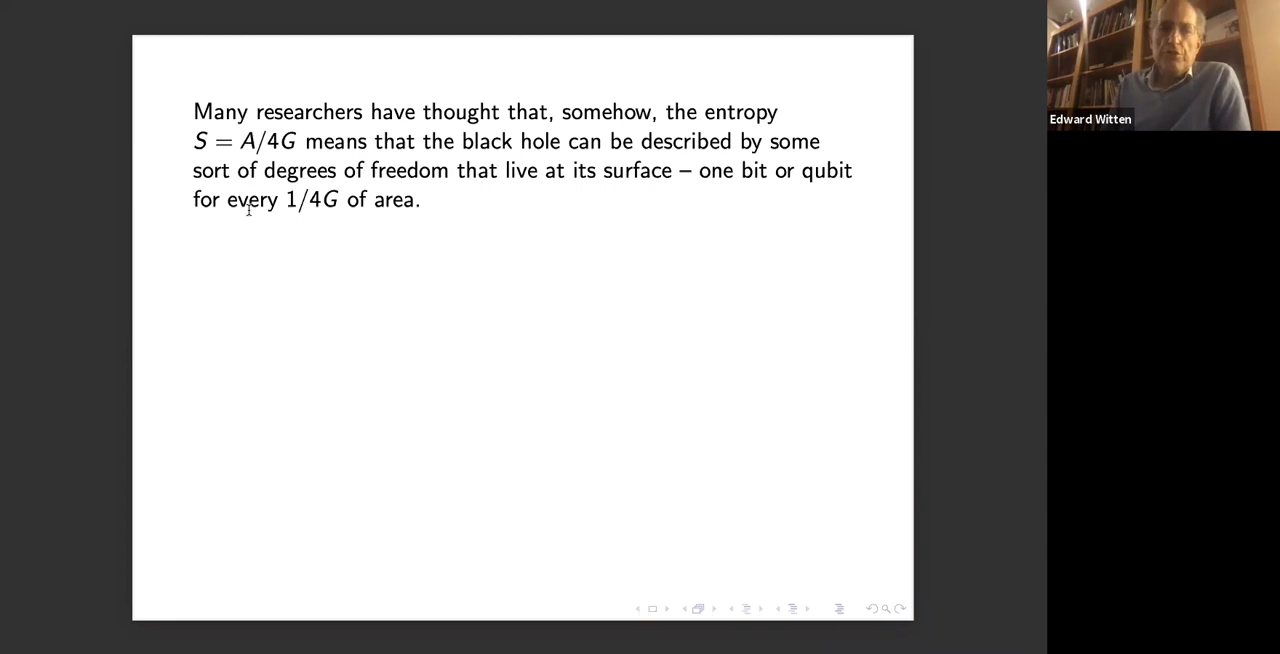 Many researchers have thought that, somehow, the entropy
S = A/4G means that the black hole can be described by some
sort of degrees of freedom that live at its surface – one bit or qubit
for every 1/4G of area.
Edward Witten